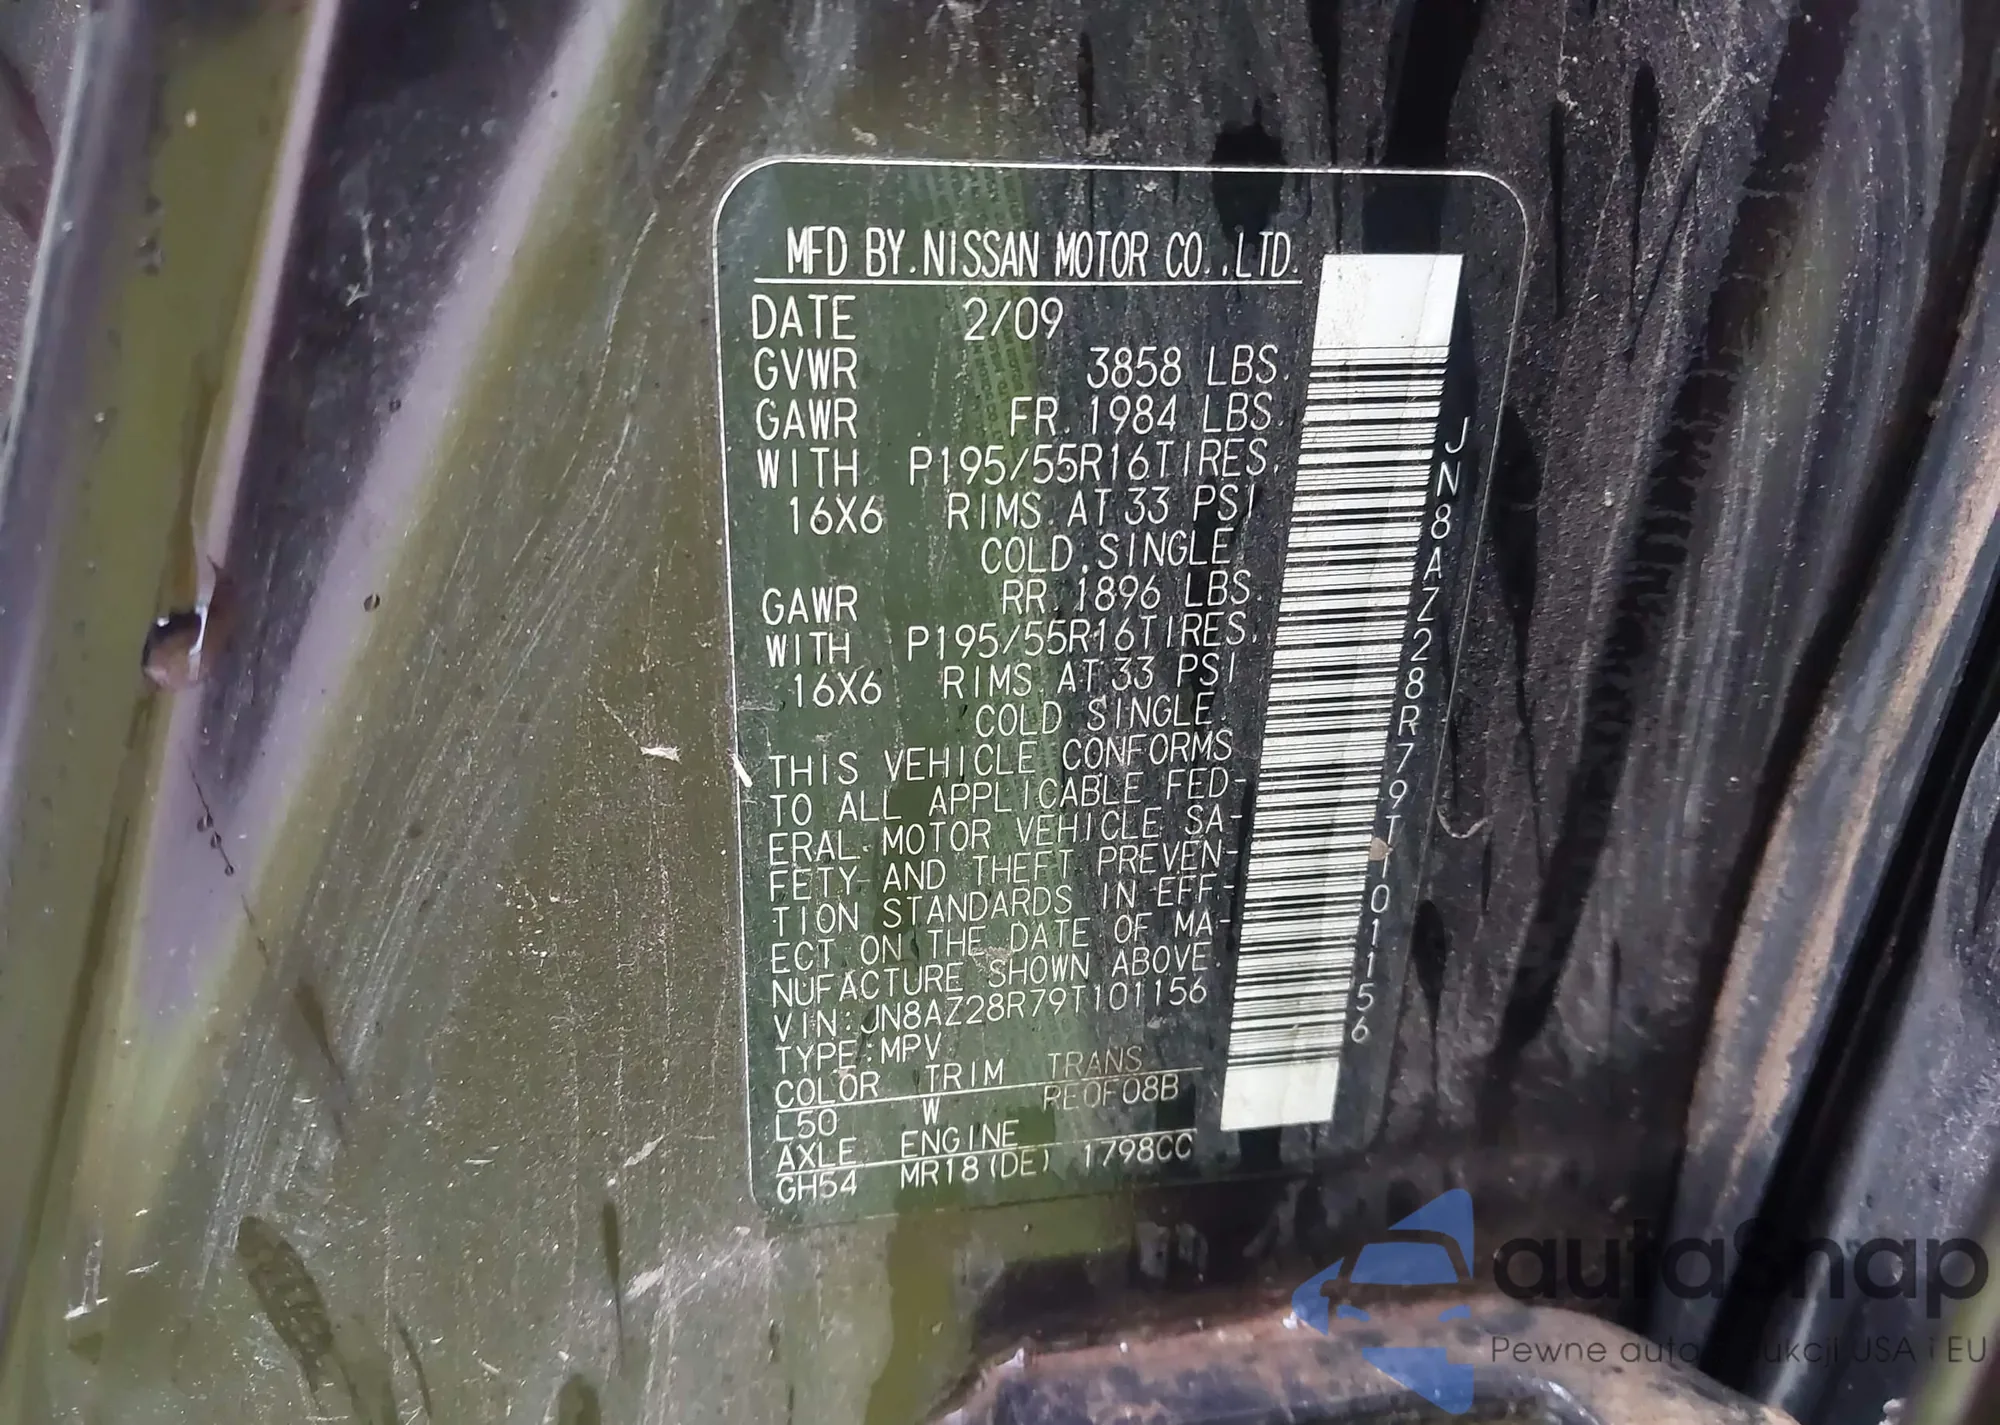 MFD BY.NISSAN MOTOR CO.,LTD.
DATE 2/09
GVWR 3858 LBS.
GAWR FR. 1984 LBS.
WITH P195/55R16TIRES,
16X6 RIMS AT 33 PSI
COLD,SINGLE
GAWR RR. 1896 LBS.
WITH P195/55R16TIRES,
16X6 RIMS AT 33 PSI
COLD SINGLE.
THIS VEHICLE CONFORMS
TO ALL APPLICABLE FED-
ERAL MOTOR VEHICLE SA-
FETY AND THEFT PREVEN-
TION STANDARDS IN EFF-
ECT ON THE DATE OF MA-
NUFACTURE SHOWN ABOVE.
VIN:JN8AZ28R79T101156
TYPE:MPV
COLOR TRIM TRANS
L50 W RE0F08B
AXLE ENGINE
GH54 MR18(DE) 1798CC
JN8AZ28R79T101156
autaSnap
Pewne auta USA i EU